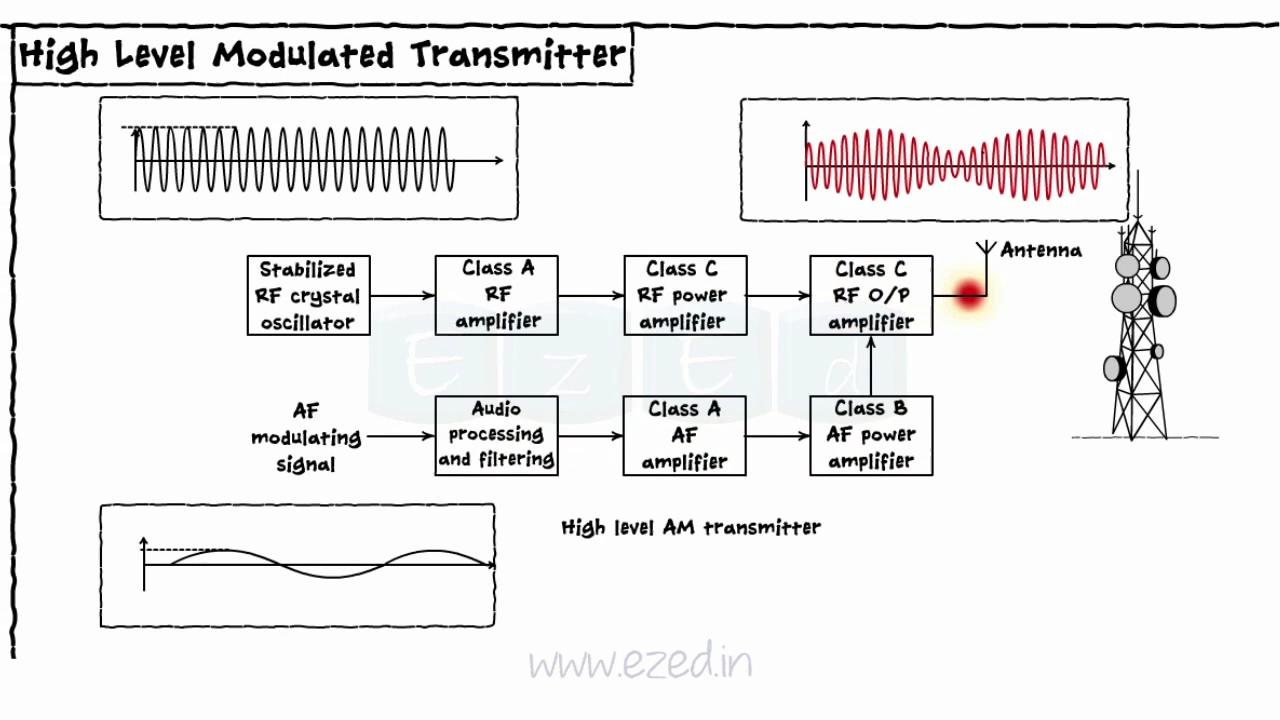 High Level Modulated Transmitter
Antenna
Stabilized
RF crystal
oscillator
Class A
RF
amplifier
Class C
RF power
amplifier
Class C
RF O/P
amplifier
AF
modulating
signal
Audio
processing
and filtering
Class A
AF
amplifier
Class B
AF power
amplifier
High level AM transmitter
EzEd
www.ezed.in